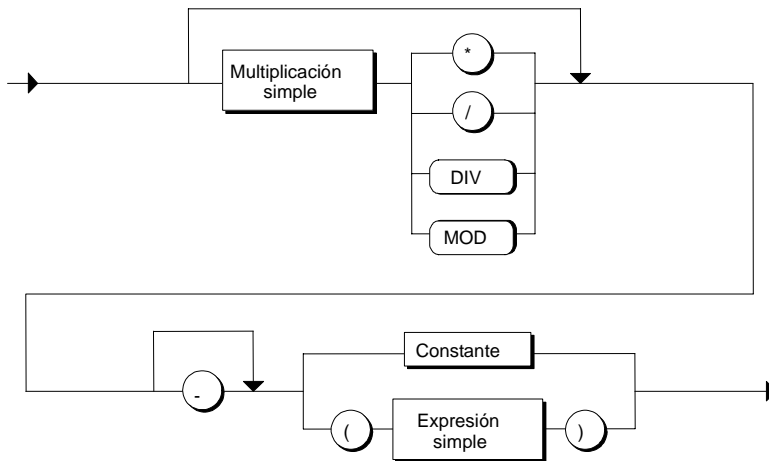 *
Multiplicación
simple
/
DIV
MOD
Constante
-
(
Expresión
simple
)